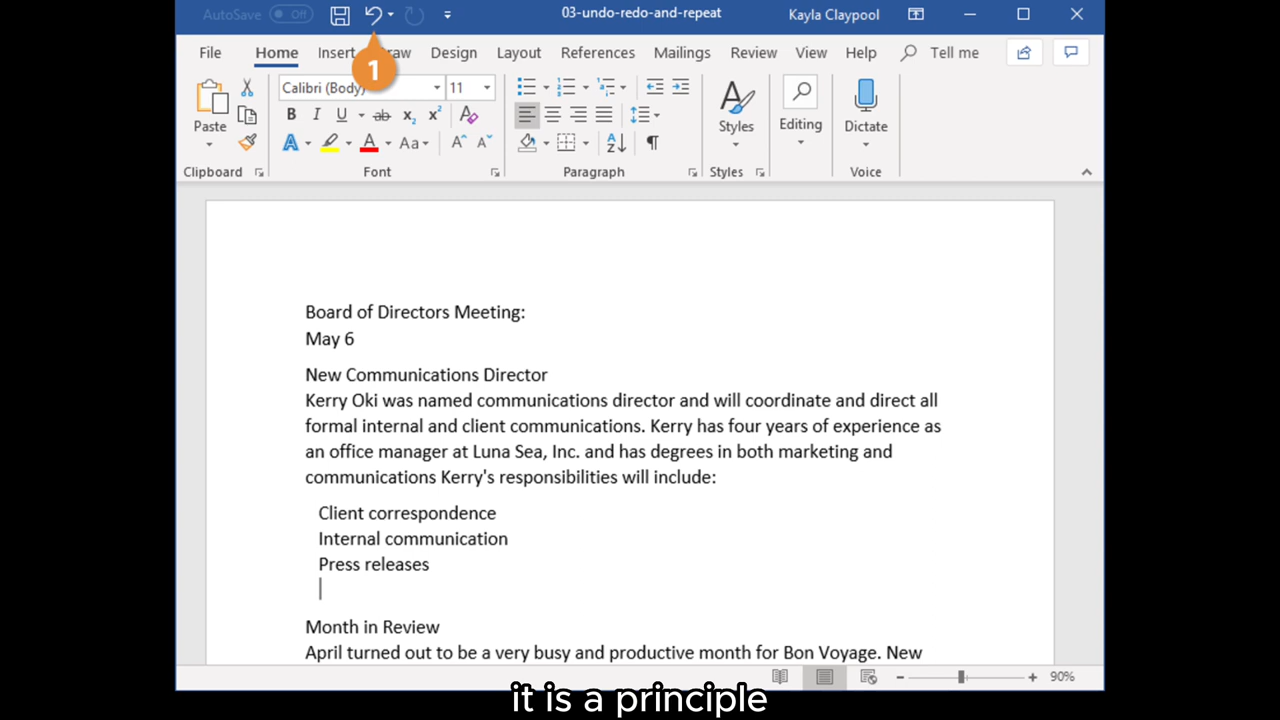 AutoSave Off 03-undo-redo-and-repeat Kayla Claypool
File Home Insert Draw Design Layout References Mailings Review View Help Tell me
1
Calibri (Body) 11
Paste B I U ab x₂ x² A
A A Aa A A Styles Editing Dictate
Clipboard Font Paragraph Styles Voice
Board of Directors Meeting:
May 6
New Communications Director
Kerry Oki was named communications director and will coordinate and direct all
formal internal and client communications. Kerry has four years of experience as
an office manager at Luna Sea, Inc. and has degrees in both marketing and
communications Kerry's responsibilities will include:
Client correspondence
Internal communication
Press releases
Month in Review
April turned out to be a very busy and productive month for Bon Voyage. New
90%
it is a principle